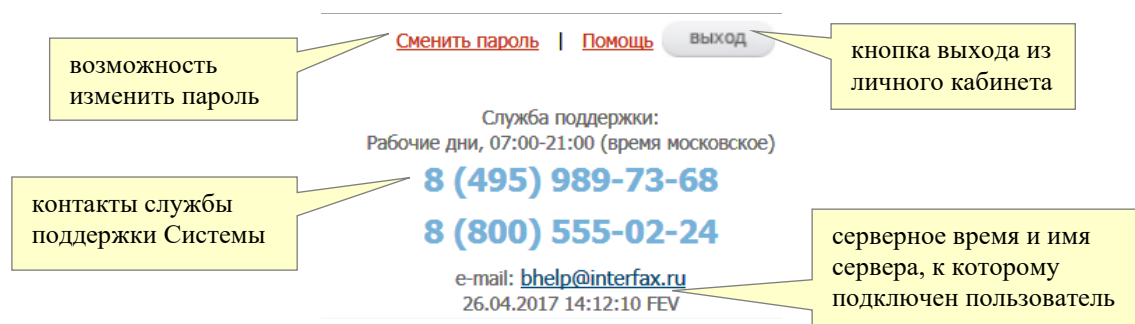 Сменить пароль | Помощь выход
возможность
изменить пароль
кнопка выхода из
личного кабинета
Служба поддержки:
Рабочие дни, 07:00-21:00 (время московское)
8 (495) 989-73-68
8 (800) 555-02-24
контакты службы
поддержки Системы
e-mail: bhelp@interfax.ru
26.04.2017 14:12:10 FEV
серверное время и имя
сервера, к которому
подключен пользователь